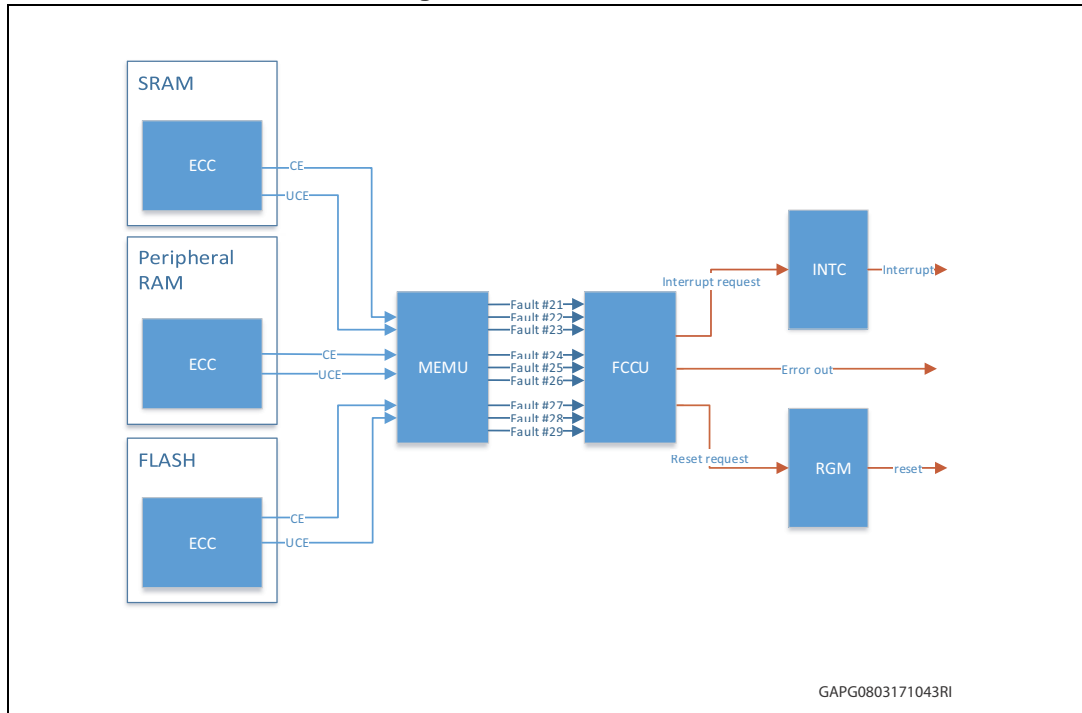 SRAM
ECC
CE
UCE
Peripheral
RAM
ECC
CE
UCE
FLASH
ECC
CE
UCE
MEMU
Fault #21
Fault #22
Fault #23
Fault #24
Fault #25
Fault #26
Fault #27
Fault #28
Fault #29
FCCU
Interrupt request
INTC
Interrupt
Error out
Reset request
RGM
reset
GAPG0803171043RI